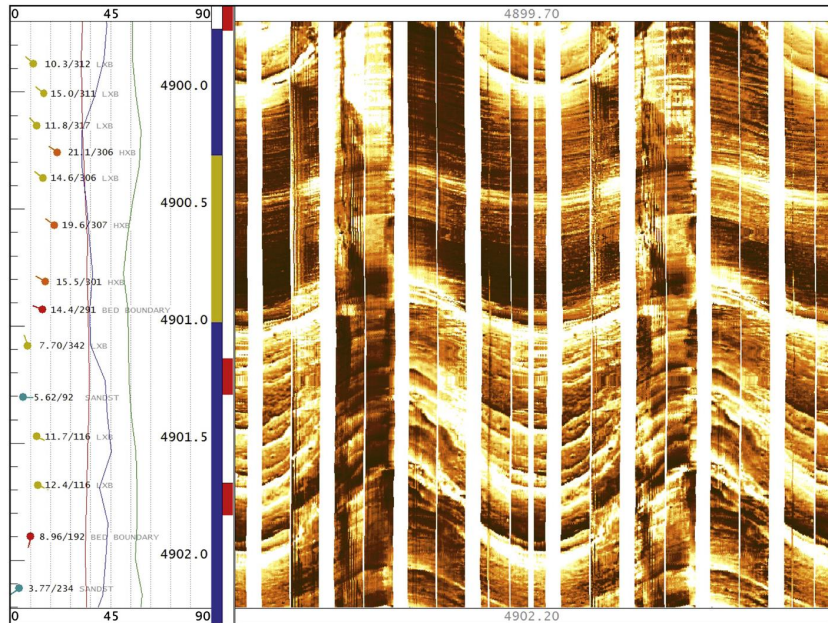 0 45 90
4899.70
10.3/312 LXB
4900.0
15.0/311 LXB
11.8/317 LXB
21.1/306 HXB
14.6/306 LXB
4900.5
19.6/307 HXB
15.5/301 HXB
14.4/291 BED BOUNDARY
4901.0
7.70/342 LXB
5.62/92 SANDST
11.7/116 LXB
4901.5
12.4/116 LXB
8.96/192 BED BOUNDARY
4902.0
3.77/234 SANDST
0 45 90
4902.20